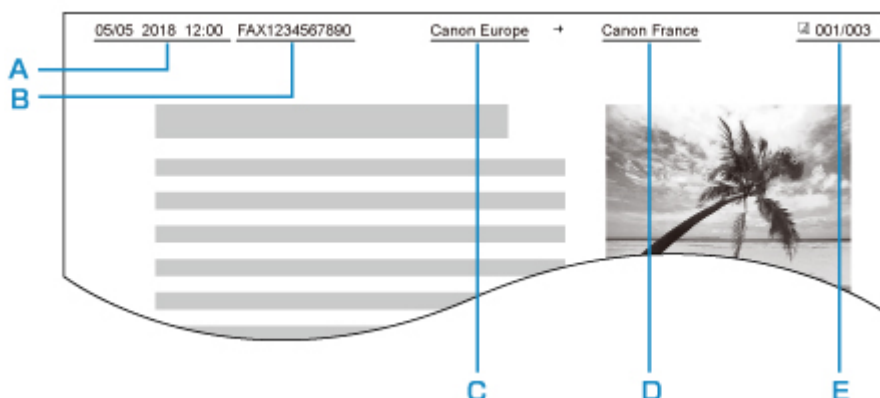 05/05 2018 12:00 FAX1234567890 Canon Europe → Canon France 001/003
A
B
C D E